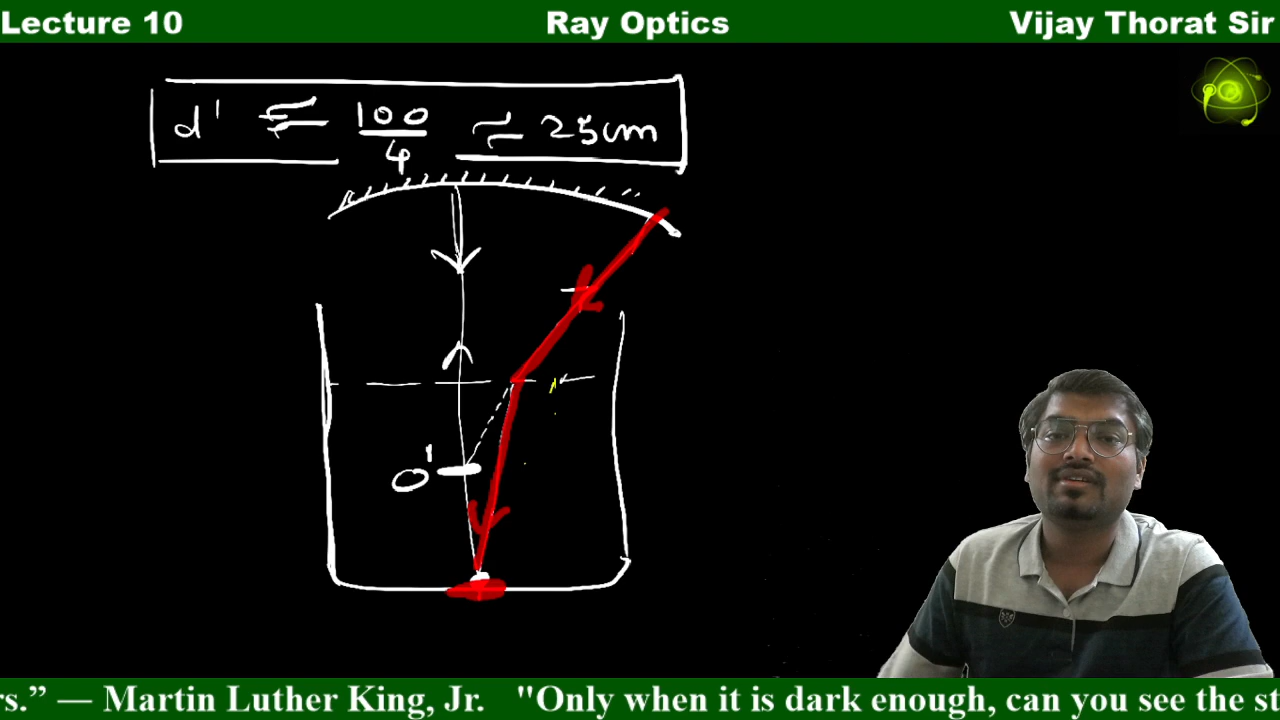 Lecture 10 Ray Optics Vijay Thorat Sir
d' ≈ 100/4 ≈ 25cm
O'
rs.” — Martin Luther King, Jr. "Only when it is dark enough, can you see the st